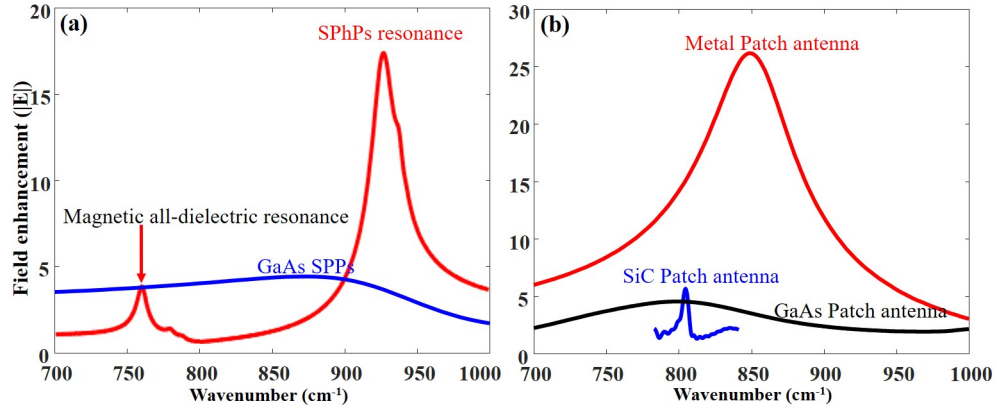 (a)
SPhPs resonance
Magnetic all-dielectric resonance
GaAs SPPs
Field enhancement (|E|)
20
15
10
5
0
700 750 800 850 900 950 1000
Wavenumber (cm⁻¹)
(b)
Metal Patch antenna
SiC Patch antenna
GaAs Patch antenna
30
25
20
15
10
5
0
700 750 800 850 900 950 1000
Wavenumber (cm⁻¹)